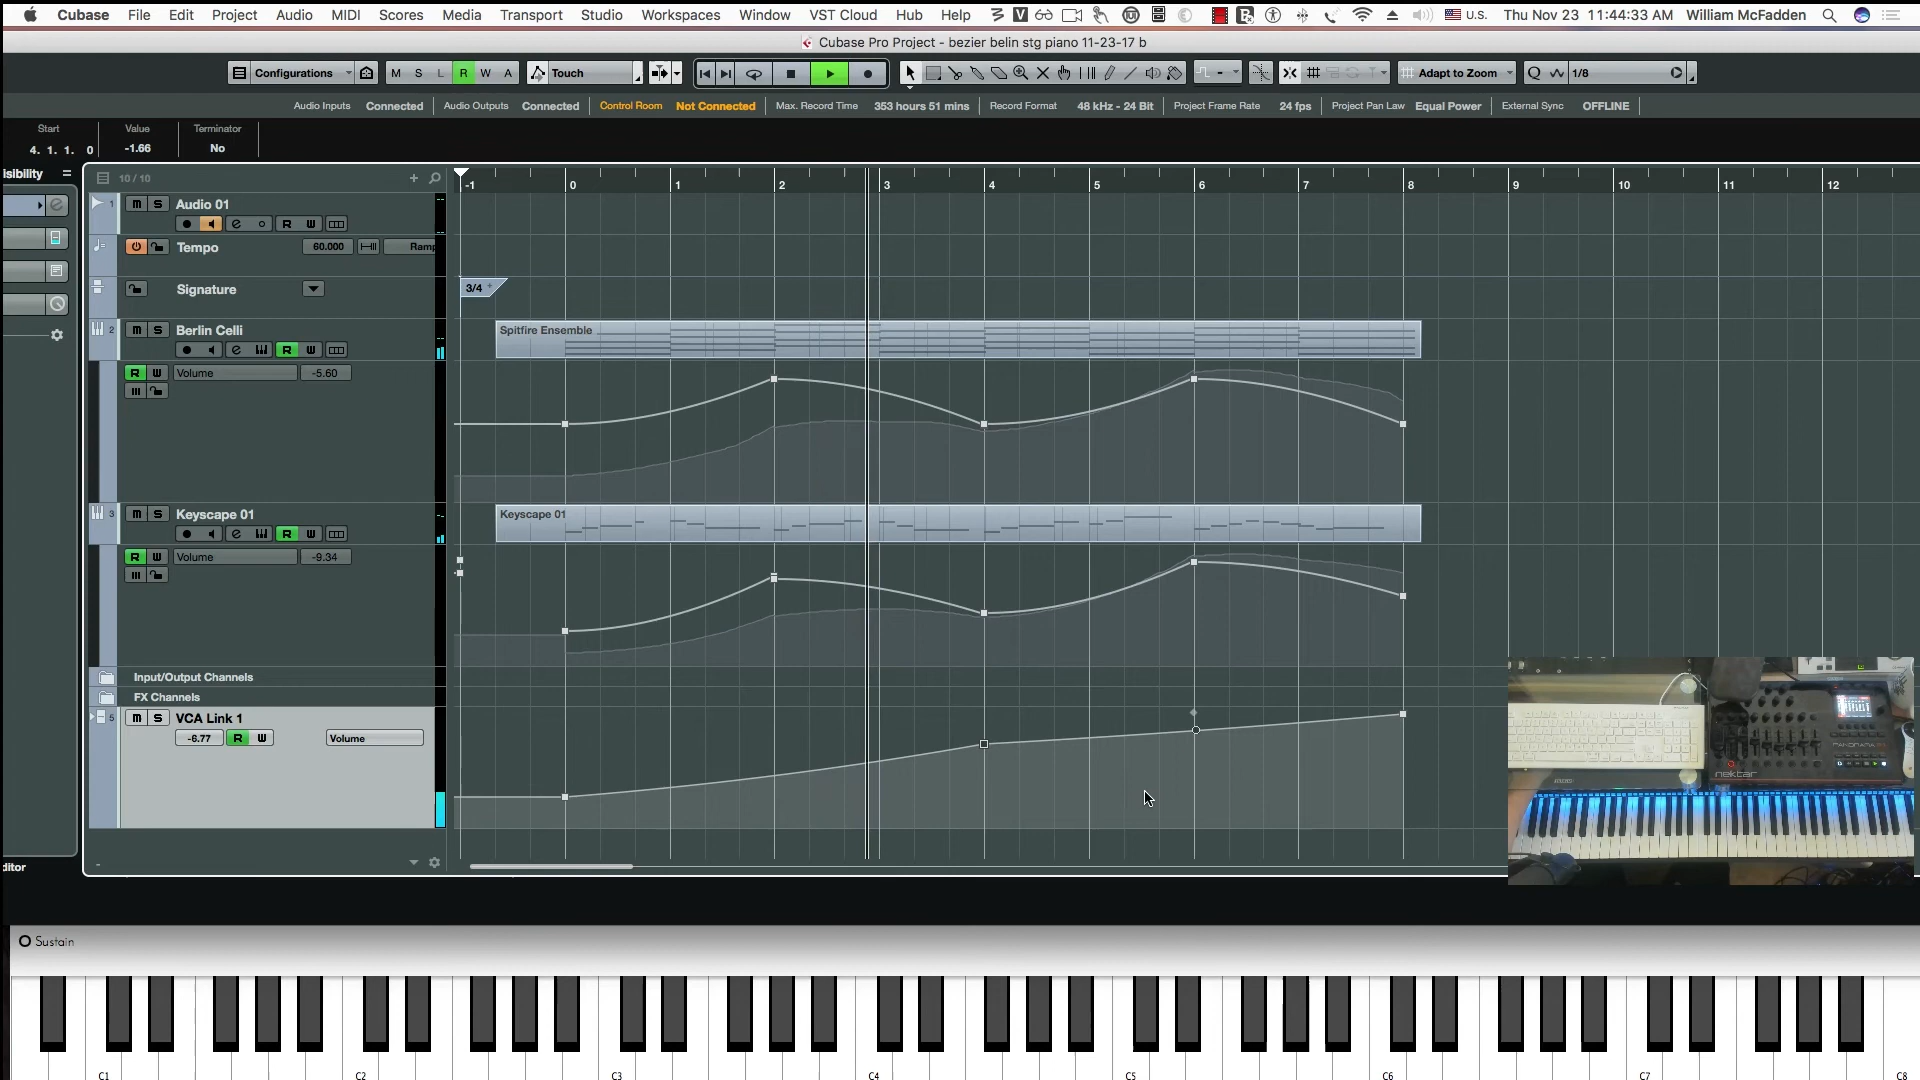 Cubase File Edit Project Audio MIDI Scores Media Transport Studio Workspaces Window VST Cloud Hub Help U.S. Thu Nov 23 11:44:33 AM William McFadden
Cubase Pro Project - bezier belin stg piano 11-23-17 b
Configurations M S L R W A Touch Adapt to Zoom Q 1/8
Audio Inputs Connected Audio Outputs Connected Control Room Not Connected Max. Record Time 353 hours 51 mins Record Format 48 kHz - 24 Bit Project Frame Rate 24 fps Project Pan Law Equal Power External Sync OFFLINE
Start Value Terminator
4. 1. 1. 0 -1.66 No
isibility
10 / 10
-1 0 1 2 3 4 5 6 7 8 9 10 11 12
1 m S Audio 01
R W
Tempo 60.000 Ramp
Signature
3/4
2 m S Berlin Celli
Spitfire Ensemble
R W
R W Volume -5.60
3 m S Keyscape 01
Keyscape 01
R W
R W Volume -9.34
Input/Output Channels
FX Channels
5 m S VCA Link 1
-6.77 R W Volume
ditor
PANORAMA
nektar
Sustain
C1 C2 C3 C4 C5 C6 C7 C8